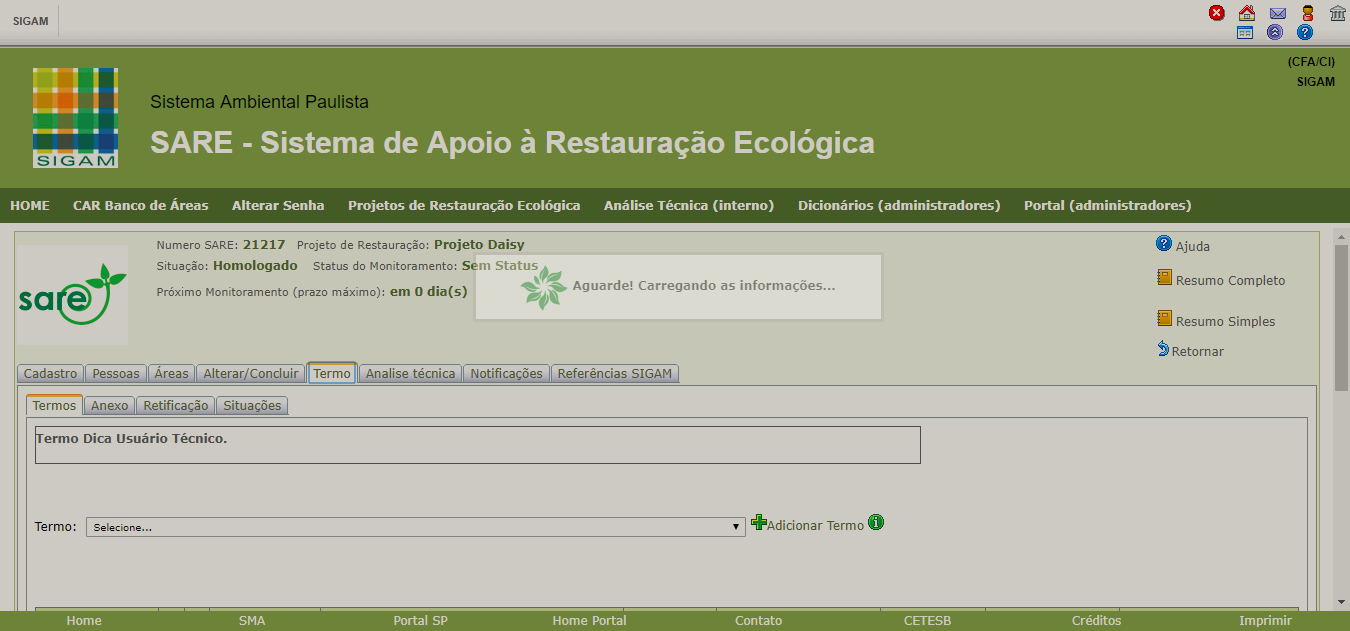 SIGAM
(CFA/CI)
SIGAM
SIGAM
Sistema Ambiental Paulista
SARE - Sistema de Apoio à Restauração Ecológica
HOME CAR Banco de Áreas Alterar Senha Projetos de Restauração Ecológica Análise Técnica (interno) Dicionários (administradores) Portal (administradores)
sare
Numero SARE: 21217 Projeto de Restauração: Projeto Daisy
Situação: Homologado Status do Monitoramento: Sem Status
Próximo Monitoramento (prazo máximo): em 0 dia(s)
Aguarde! Carregando as informações...
Ajuda
Resumo Completo
Resumo Simples
Retornar
Cadastro Pessoas Áreas Alterar/Concluir Termo Analise técnica Notificações Referências SIGAM
Termos Anexo Retificação Situações
Termo Dica Usuário Técnico.
Termo: Selecione... Adicionar Termo
Home SMA Portal SP Home Portal Contato CETESB Créditos Imprimir